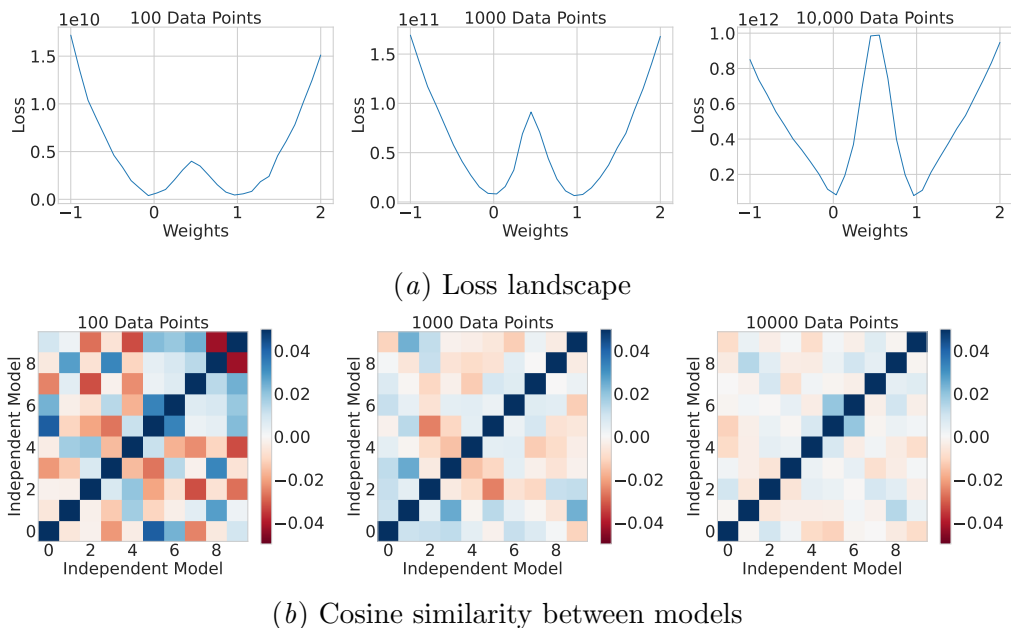 1e10 100 Data Points
1.5
1.0
0.5
0.0
Loss
−1 0 1 2
Weights
1e11 1000 Data Points
1.5
1.0
0.5
0.0
Loss
−1 0 1 2
Weights
1e12 10,000 Data Points
1.0
0.8
0.6
0.4
0.2
Loss
−1 0 1 2
Weights
(a) Loss landscape
100 Data Points
Independent Model
8
6
4
2
0
0 2 4 6 8
Independent Model
0.04
0.02
0.00
−0.02
−0.04
1000 Data Points
Independent Model
8
6
4
2
0
0 2 4 6 8
Independent Model
0.04
0.02
0.00
−0.02
−0.04
10000 Data Points
Independent Model
8
6
4
2
0
0 2 4 6 8
Independent Model
0.04
0.02
0.00
−0.02
−0.04
(b) Cosine similarity between models